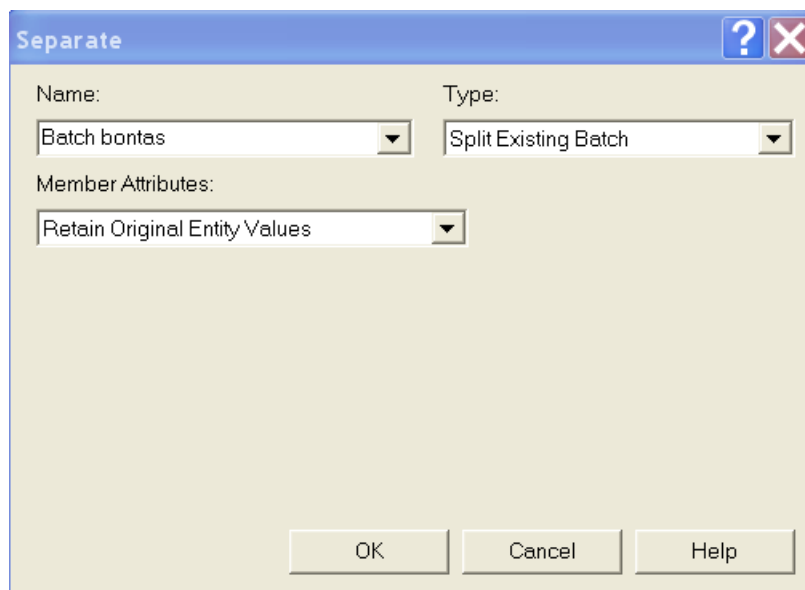 Separate
Name: Type:
Batch bontas Split Existing Batch
Member Attributes:
Retain Original Entity Values
OK Cancel Help